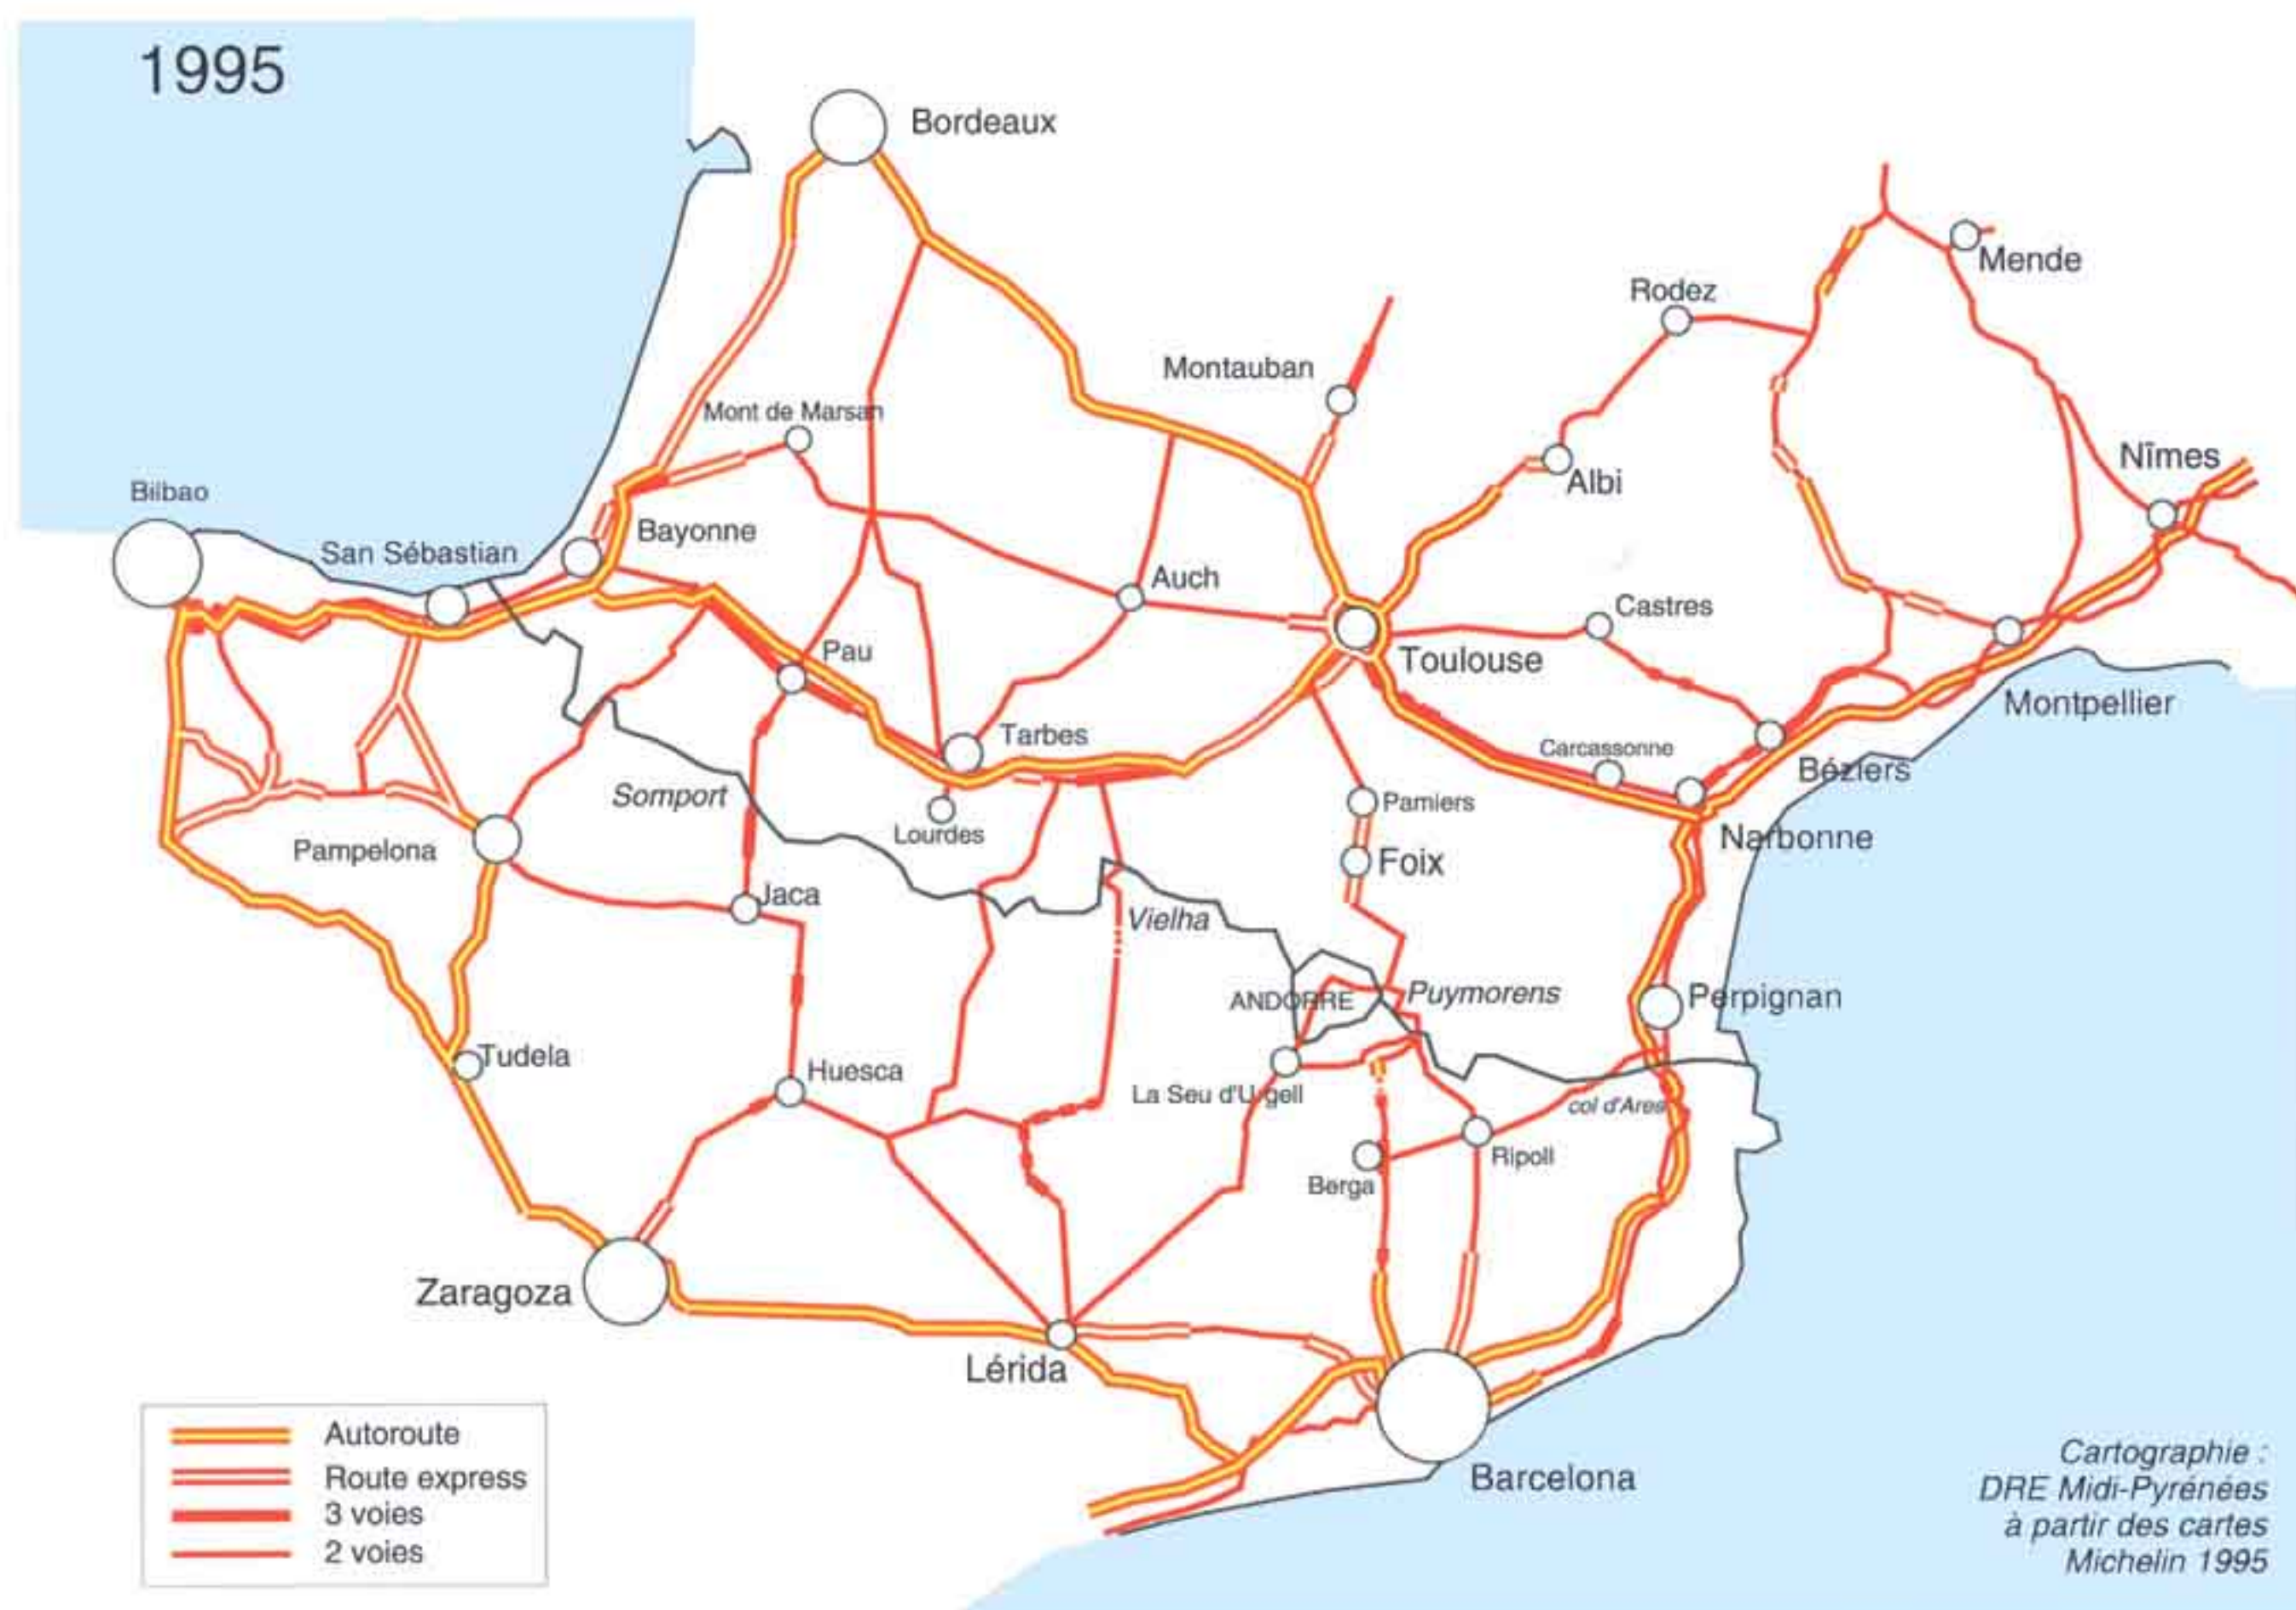 1995
Bordeaux
Mende
Rodez
Montauban
Mont de Marsan
Nîmes
Albi
Bilbao
San Sébastian
Bayonne
Auch
Castres
Pau
Toulouse
Montpellier
Tarbes
Carcassonne
Béziers
Somport
Pamiers
Lourdes
Narbonne
Pampelona
Foix
Jaca
Vielha
ANDORRE
Puymorens
Perpignan
Tudela
Huesca
La Seu d'Urgell
col d'Ares
Ripoll
Berga
Zaragoza
Lérida
Barcelona
Autoroute
Route express
3 voies
2 voies
Cartographie :
DRE Midi-Pyrénées
à partir des cartes
Michelin 1995